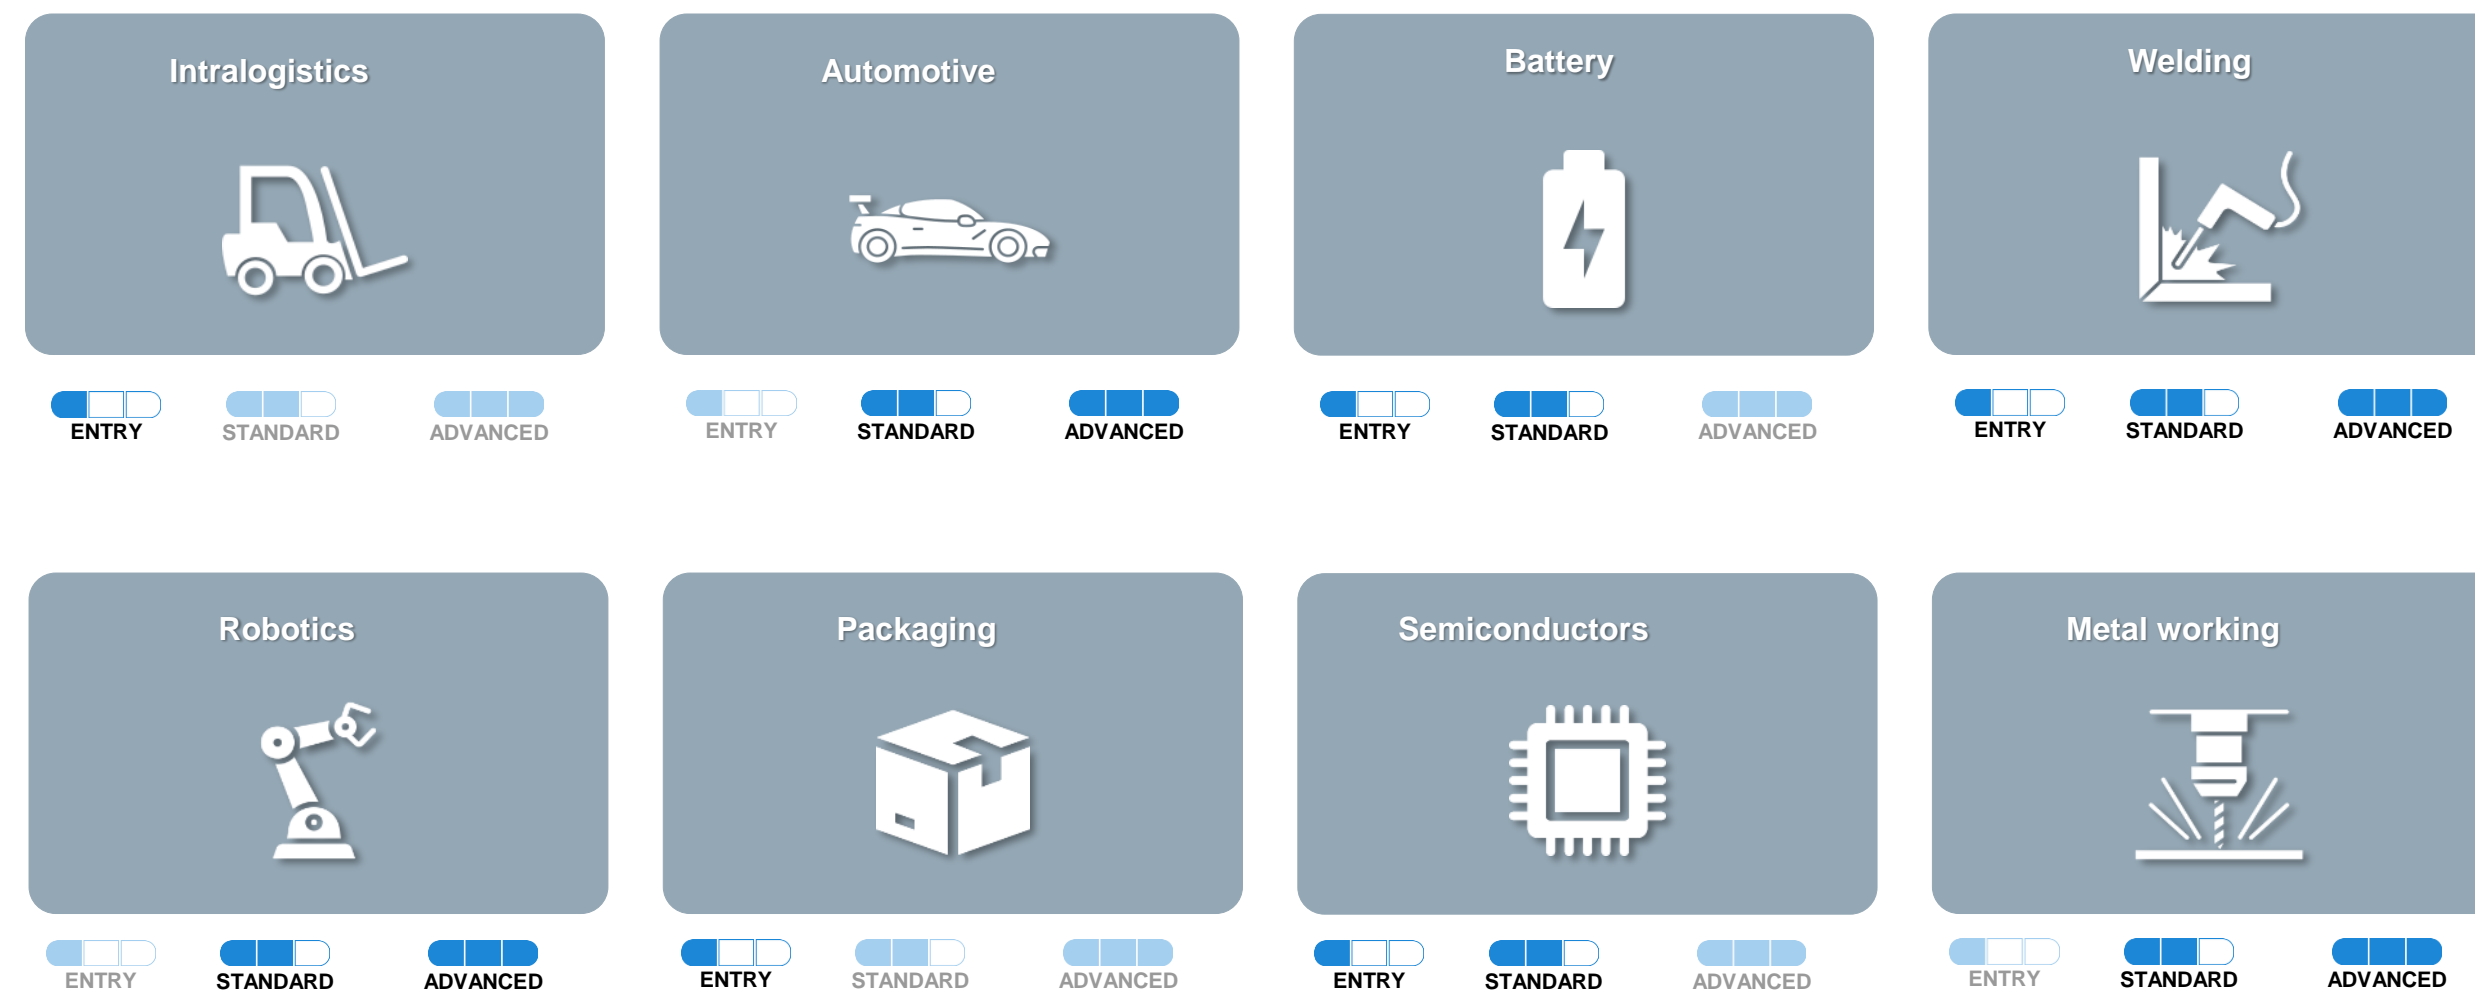 Intralogistics
Automotive
Battery
Welding
ENTRY STANDARD ADVANCED
ENTRY STANDARD ADVANCED
ENTRY STANDARD ADVANCED
ENTRY STANDARD ADVANCED
Robotics
Packaging
Semiconductors
Metal working
ENTRY STANDARD ADVANCED
ENTRY STANDARD ADVANCED
ENTRY STANDARD ADVANCED
ENTRY STANDARD ADVANCED